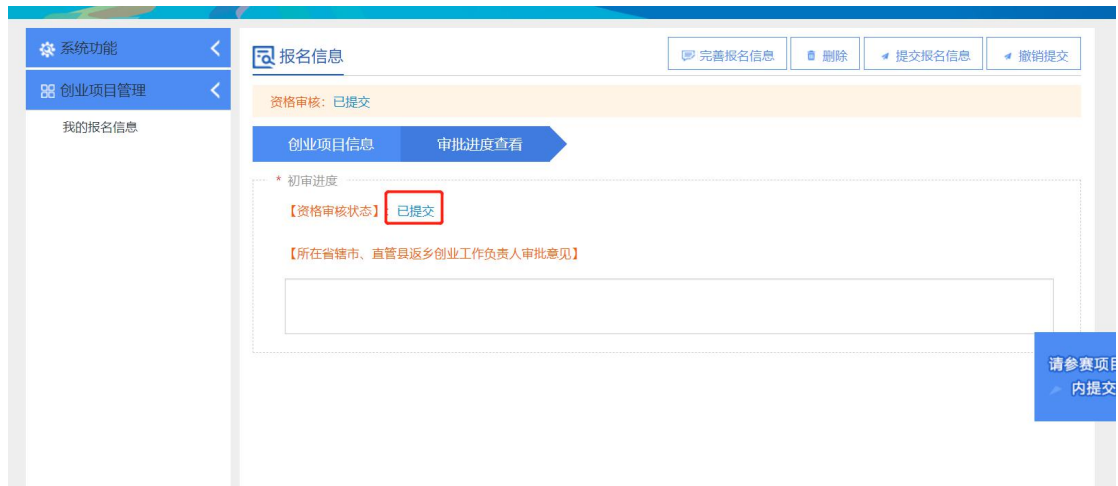 系统功能
创业项目管理
我的报名信息
报名信息
完善报名信息 删除 提交报名信息 撤销提交
资格审核：已提交
创业项目信息 审批进度查看
* 初审进度
【资格审核状态】：已提交
【所在省辖市、直管县返乡创业工作负责人审批意见】
请参赛项目
内提交